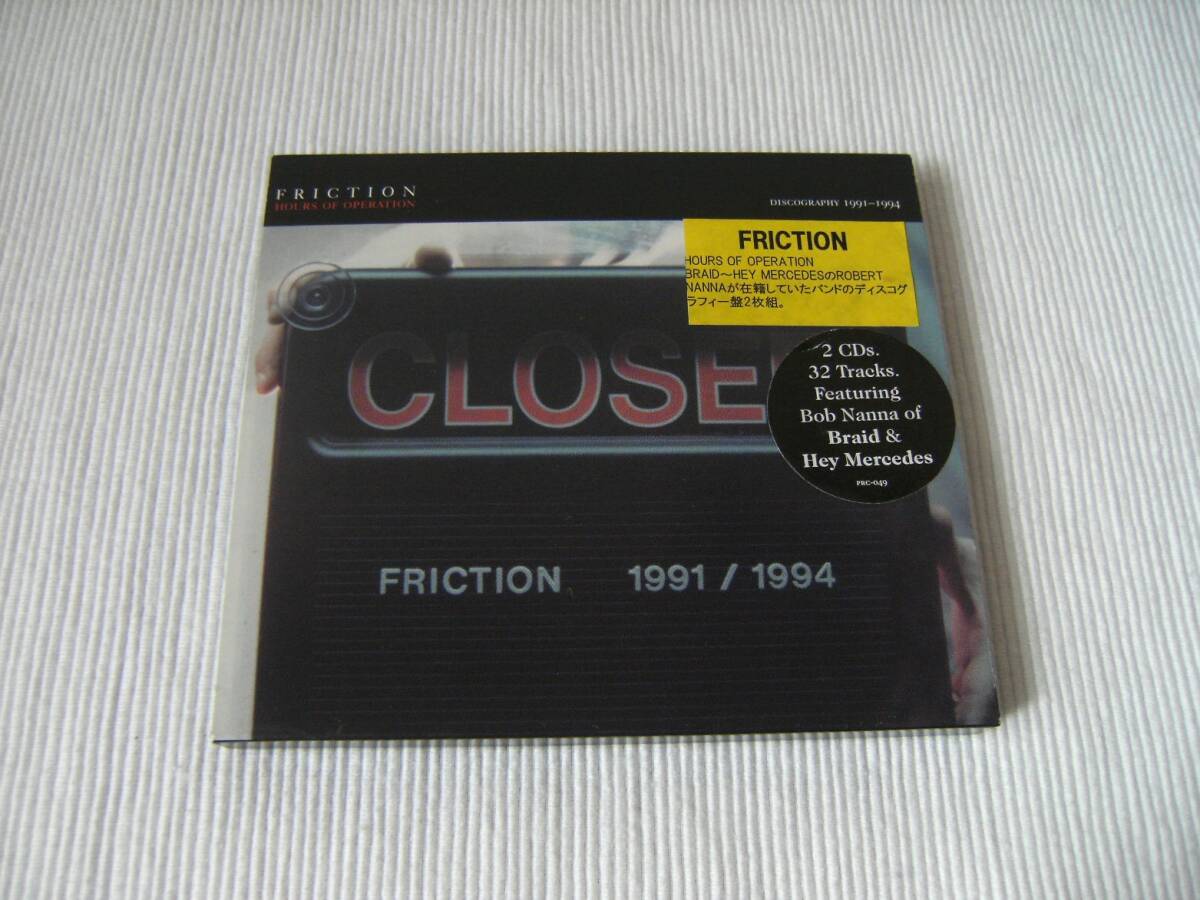 FRICTION
HOURS OF OPERATION
DISCOGRAPHY 1991–1994
FRICTION
HOURS OF OPERATION
BRAID～HEY MERCEDESのROBERT
NANNAが在籍していたバンドのディスコグ
ラフィー盤2枚組。
CLOSE
2 CDs.
32 Tracks.
Featuring
Bob Nanna of
Braid &
Hey Mercedes
PRC-049
FRICTION 1991 / 1994